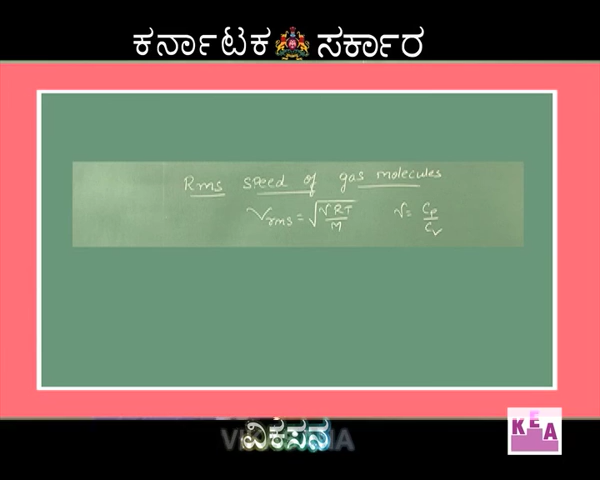 ಕರ್ನಾಟಕ ಸರ್ಕಾರ
Rms speed of gas molecules
Vrms = √(γRT/M) γ = Cp/Cv
ವಿಕಸನ
KEA